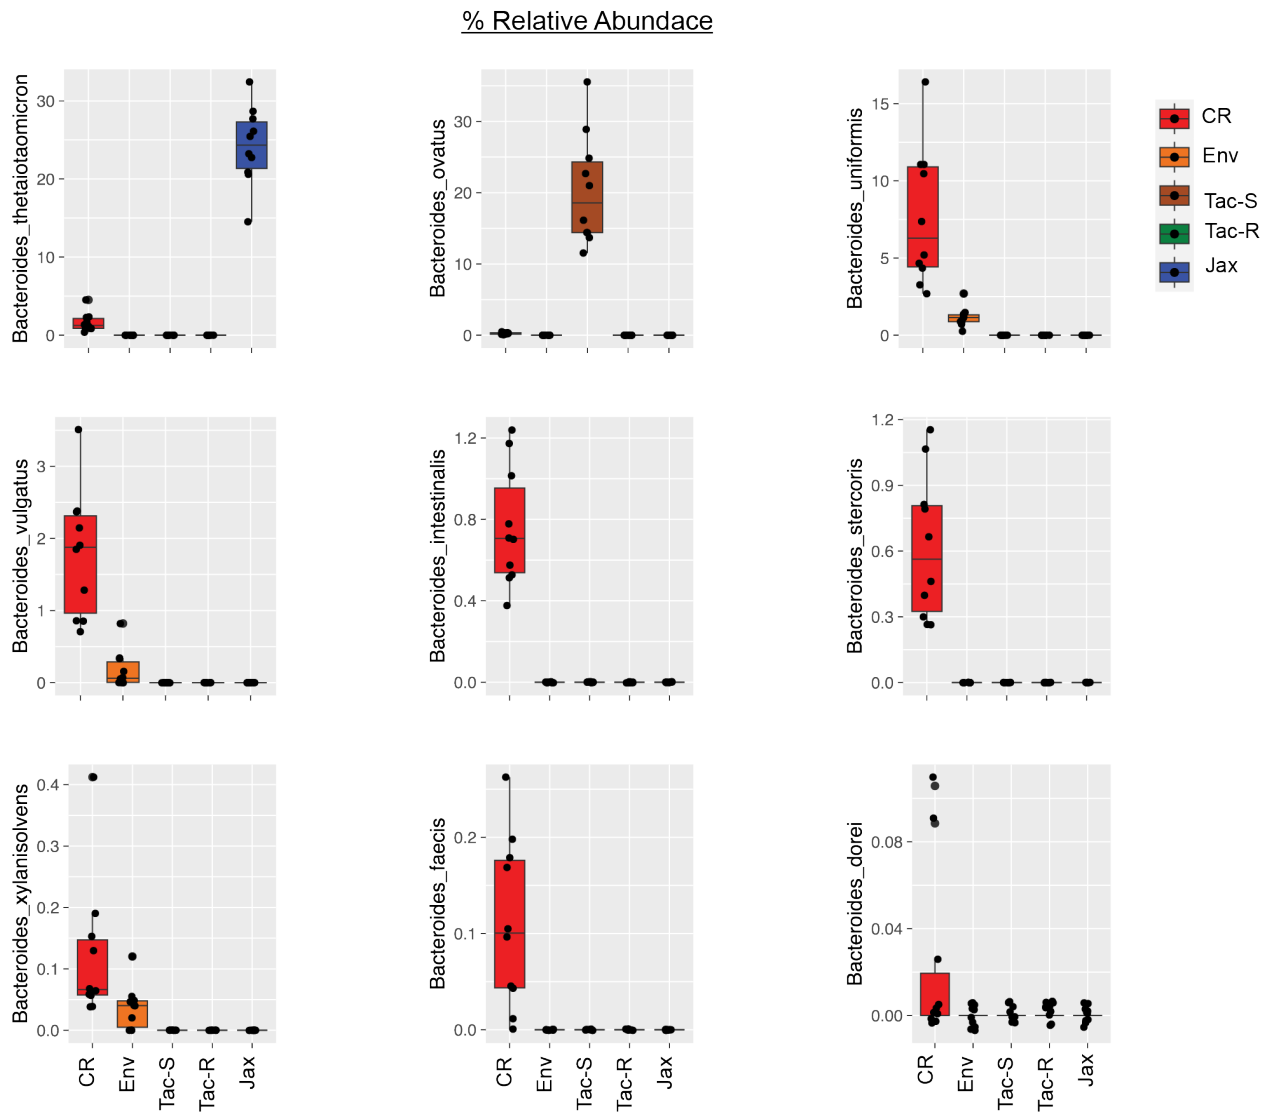 % Relative Abundace
Bacteroides_thetaiotaomicron
30
20
10
0
Bacteroides_ovatus
30
20
10
0
Bacteroides_uniformis
15
10
5
0
CR
Env
Tac-S
Tac-R
Jax
Bacteroides_vulgatus
3
2
1
0
Bacteroides_intestinalis
1.2
0.8
0.4
0.0
Bacteroides_stercoris
1.2
0.9
0.6
0.3
0.0
Bacteroides_xylanisolvens
0.4
0.3
0.2
0.1
0.0
CR
Env
Tac-S
Tac-R
Jax
Bacteroides_faecis
0.2
0.1
0.0
CR
Env
Tac-S
Tac-R
Jax
Bacteroides_dorei
0.08
0.04
0.00
CR
Env
Tac-S
Tac-R
Jax